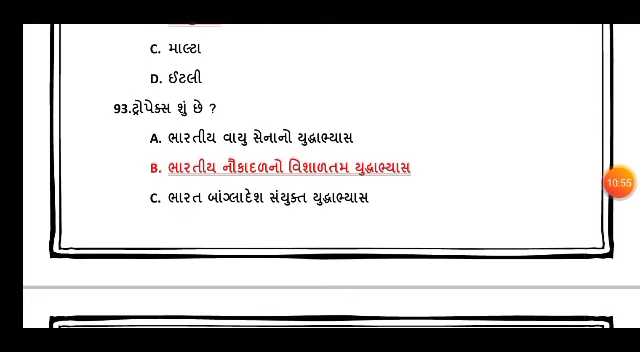 C. માલ્ટા
D. ઈટલી
93.ટ્રોપેક્સ શું છે ?
A. ભારતીય વાયુ સેનાનો યુદ્ધાભ્યાસ
B. ભારતીય નૌકાદળનો વિશાળતમ યુદ્ધાભ્યાસ
C. ભારત બાંગ્લાદેશ સંયુક્ત યુદ્ધાભ્યાસ
10:55